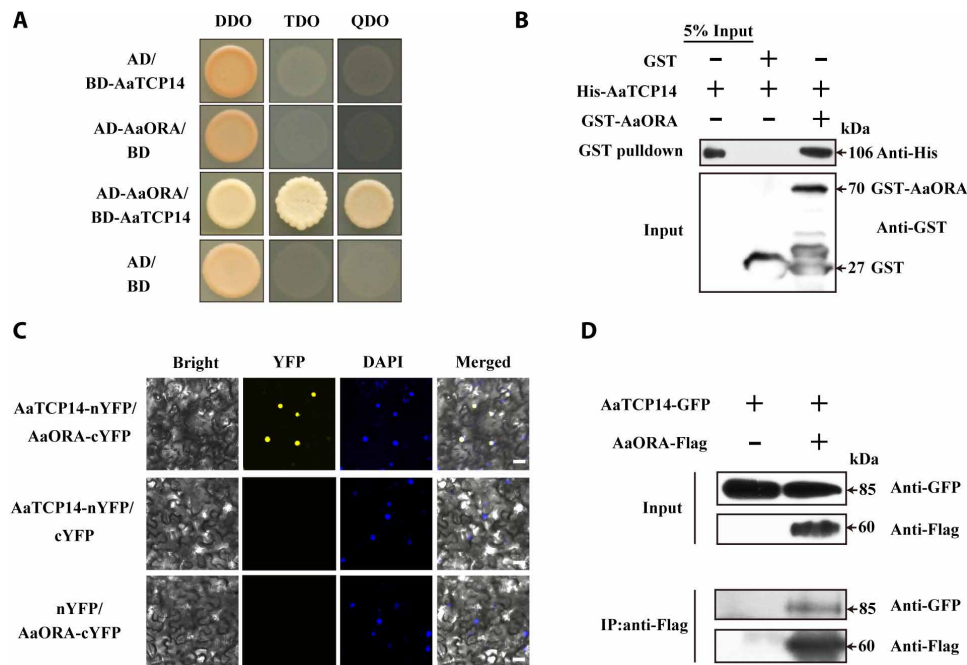 A
DDO TDO QDO
AD/
BD-AaTCP14
AD-AaORA/
BD
AD-AaORA/
BD-AaTCP14
AD/
BD
B
5% Input
GST − + −
His-AaTCP14 + + +
GST-AaORA − − +
kDa
GST pulldown 106 Anti-His
70 GST-AaORA
Input Anti-GST
27 GST
C
Bright YFP DAPI Merged
AaTCP14-nYFP/
AaORA-cYFP
AaTCP14-nYFP/
cYFP
nYFP/
AaORA-cYFP
D
AaTCP14-GFP + +
AaORA-Flag − +
kDa
Input 85 Anti-GFP
60 Anti-Flag
IP:anti-Flag 85 Anti-GFP
60 Anti-Flag